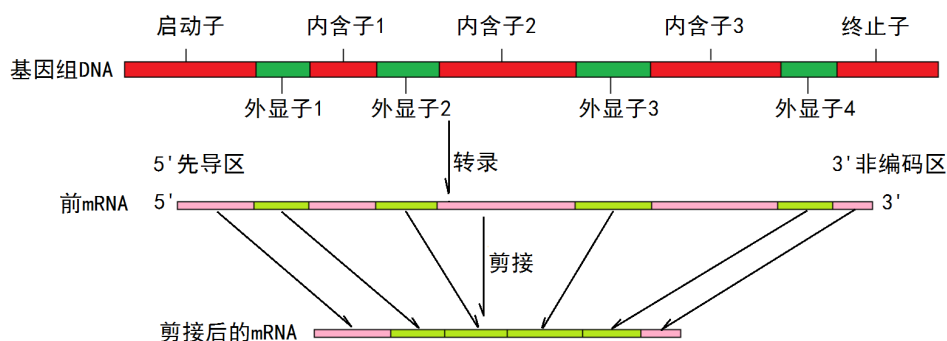 启动子 内含子1 内含子2 内含子3 终止子
基因组DNA
外显子1 外显子2 外显子3 外显子4
转录
5'先导区 3'非编码区
前mRNA 5' 3'
剪接
剪接后的mRNA